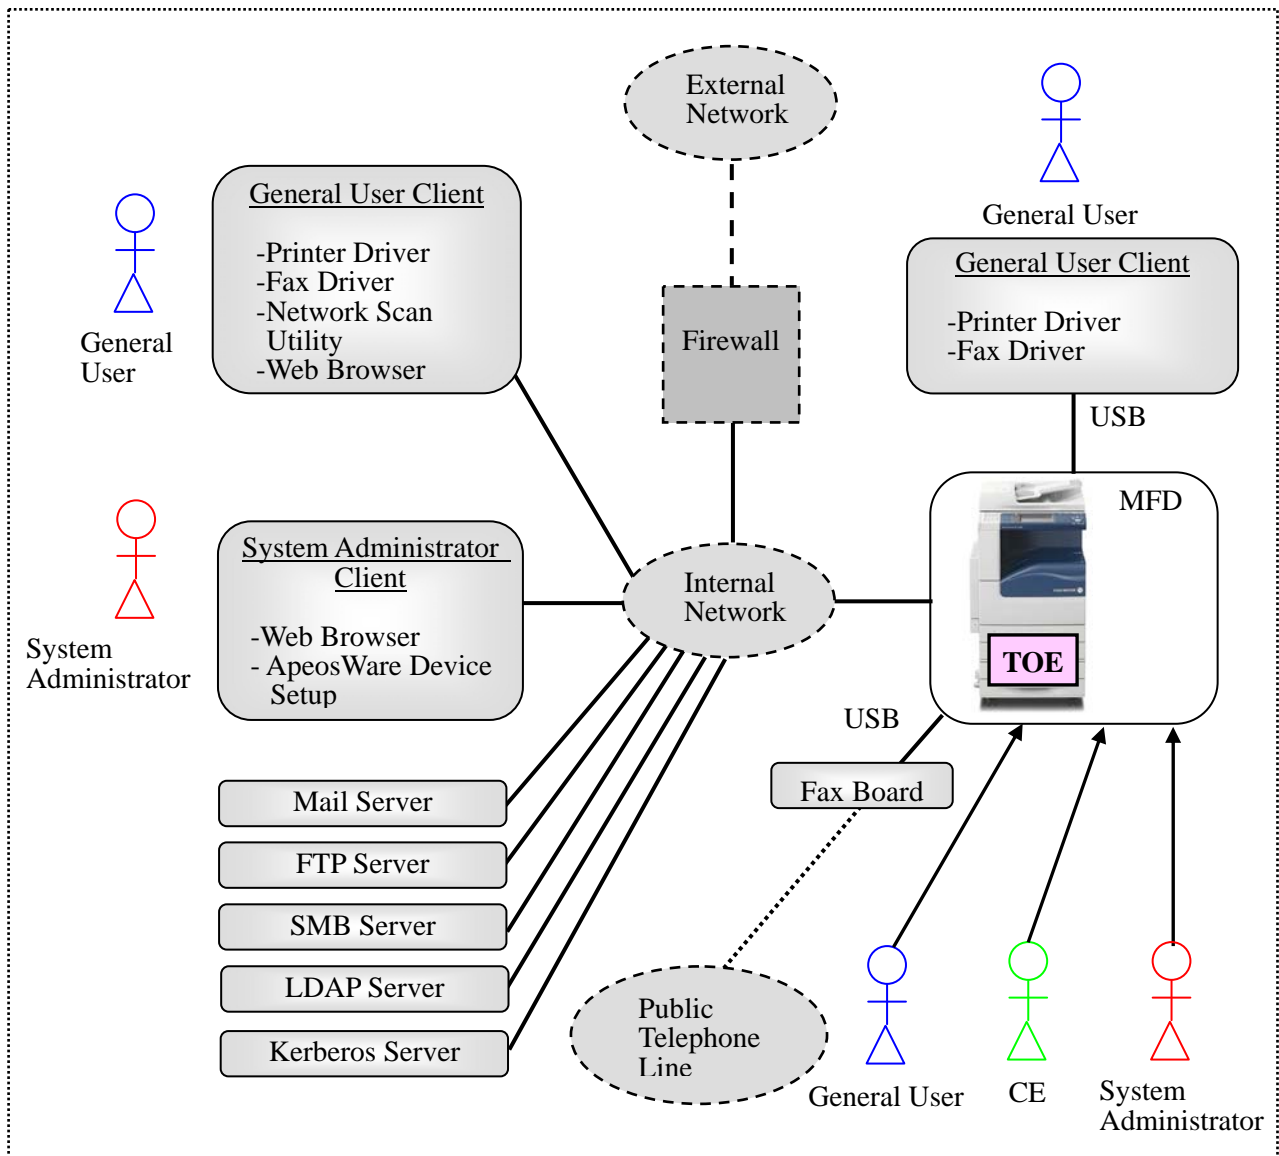 External
Network
General User
General User Client
-Printer Driver
-Fax Driver
-Network Scan
Utility
-Web Browser
General
User
General User Client
-Printer Driver
-Fax Driver
Firewall
USB
MFD
TOE
System Administrator
Client
-Web Browser
- ApeosWare Device
Setup
System
Administrator
Internal
Network
USB
Fax Board
Mail Server
FTP Server
SMB Server
LDAP Server
Kerberos Server
Public
Telephone
Line
General User
CE
System
Administrator